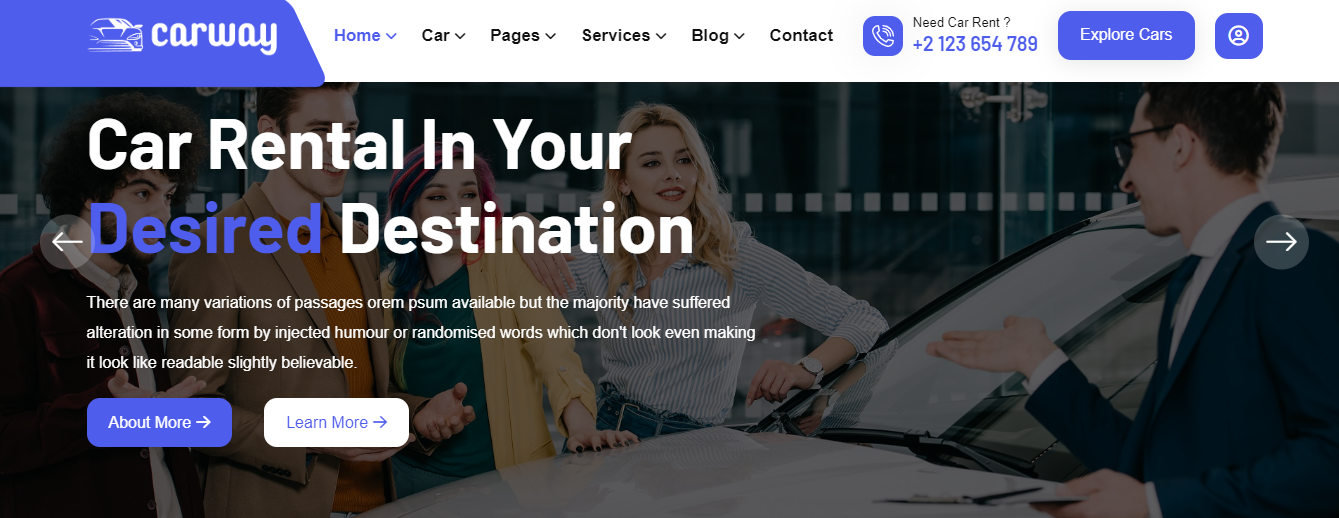 carway
Home
Car
Pages
Services
Blog
Contact
Need Car Rent ?
+2 123 654 789
Explore Cars
Car Rental In Your
Desired Destination
There are many variations of passages orem psum available but the majority have suffered
alteration in some form by injected humour or randomised words which don't look even making
it look like readable slightly believable.
About More
Learn More